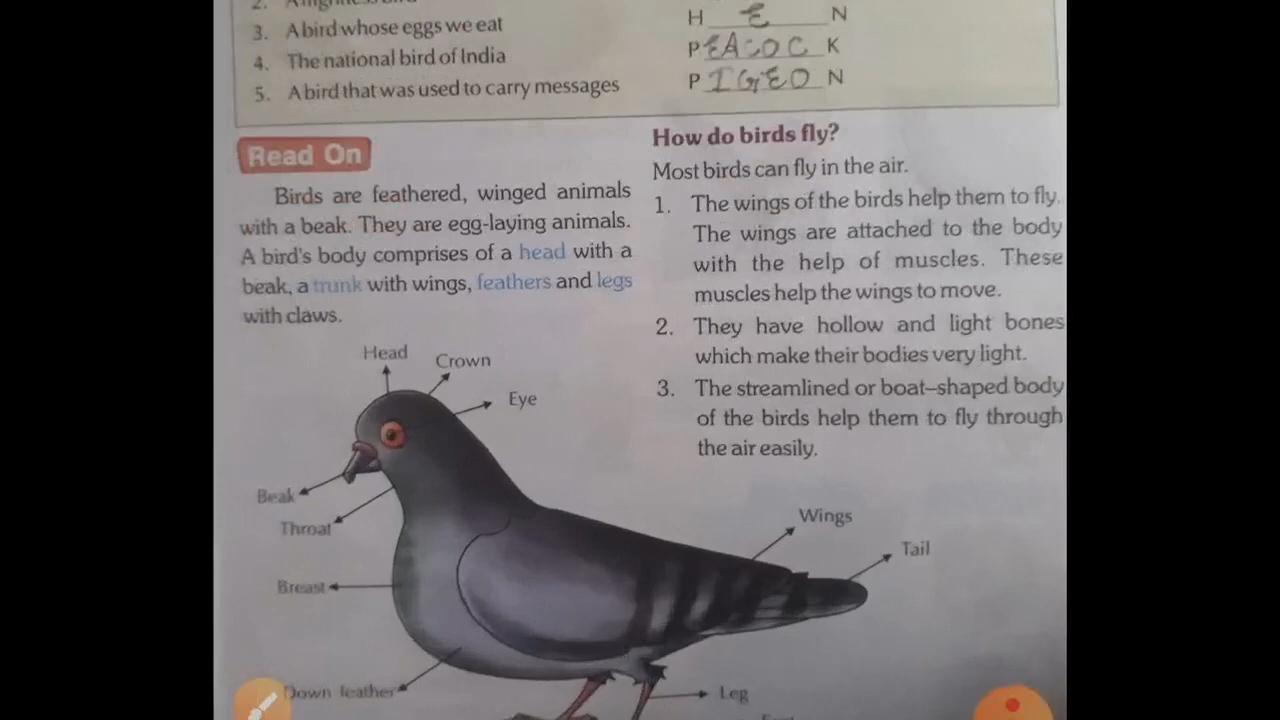 2. A flightless bird
3. A bird whose eggs we eat H E N
4. The national bird of India PEACOCK
5. A bird that was used to carry messages PIGEON
Read On
Birds are feathered, winged animals
with a beak. They are egg-laying animals.
A bird's body comprises of a head with a
beak, a trunk with wings, feathers and legs
with claws.
How do birds fly?
Most birds can fly in the air.
1. The wings of the birds help them to fly.
The wings are attached to the body
with the help of muscles. These
muscles help the wings to move.
2. They have hollow and light bones
which make their bodies very light.
3. The streamlined or boat–shaped body
of the birds help them to fly through
the air easily.
Head
Crown
Eye
Beak
Throat
Breast
Wings
Tail
Down feather
Leg